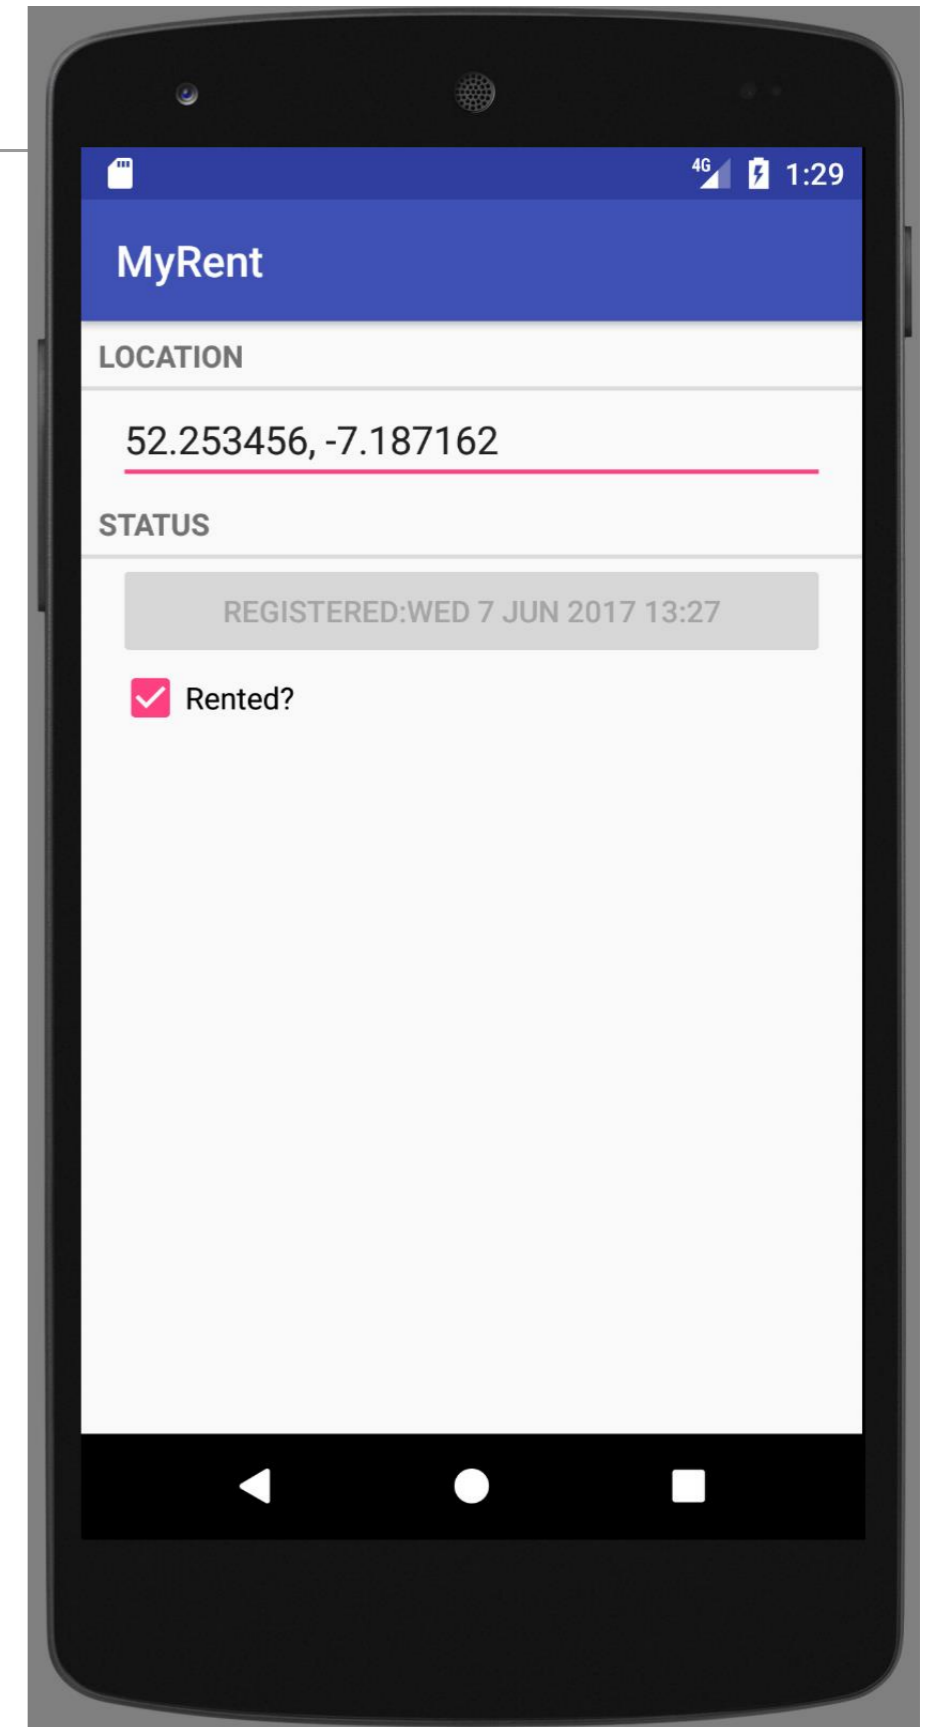 4G 1:29
MyRent
LOCATION
52.253456, -7.187162
STATUS
REGISTERED:WED 7 JUN 2017 13:27
Rented?